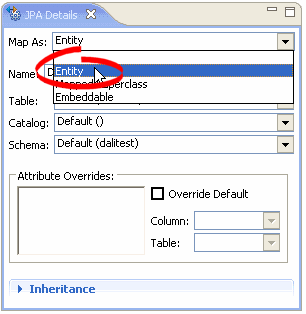 JPA Details
Map As: Entity
Entity
Name: D
Superclass
Embeddable
Table:
Catalog: Default ()
Schema: Default (dalitest)
Attribute Overrides:
Override Default
Column:
Table:
Inheritance